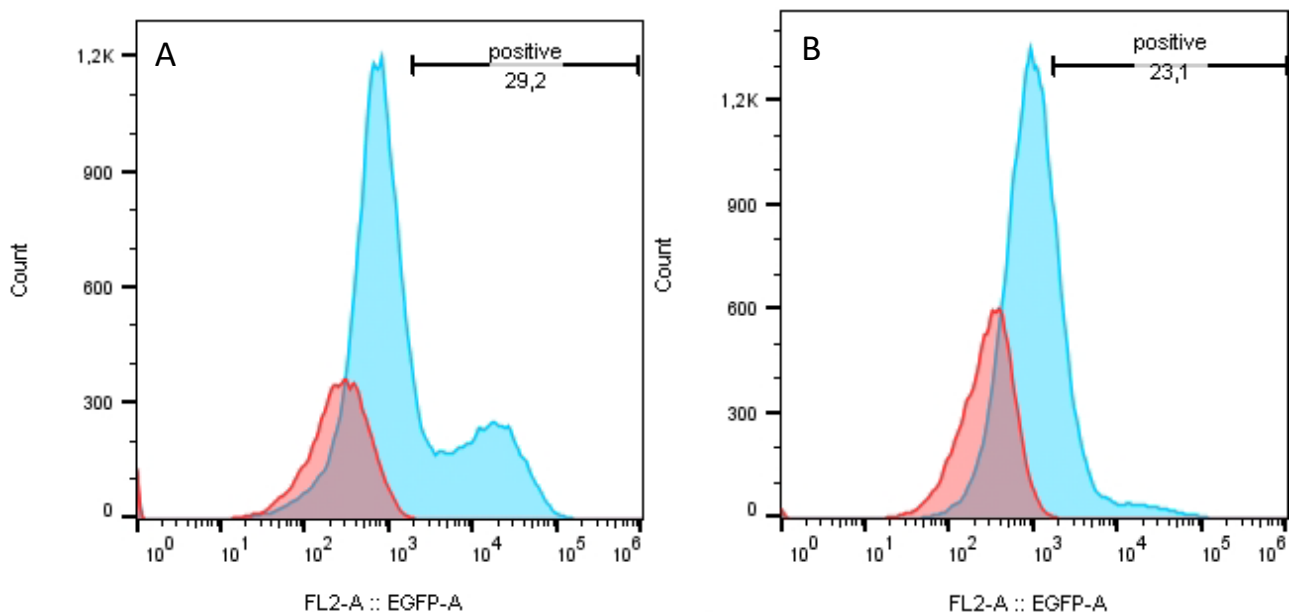 A
positive
29,2
1,2K
900
600
300
0
Count
10^0 10^1 10^2 10^3 10^4 10^5 10^6
FL2-A :: EGFP-A
B
positive
23,1
1,2K
900
600
300
0
Count
10^0 10^1 10^2 10^3 10^4 10^5 10^6
FL2-A :: EGFP-A